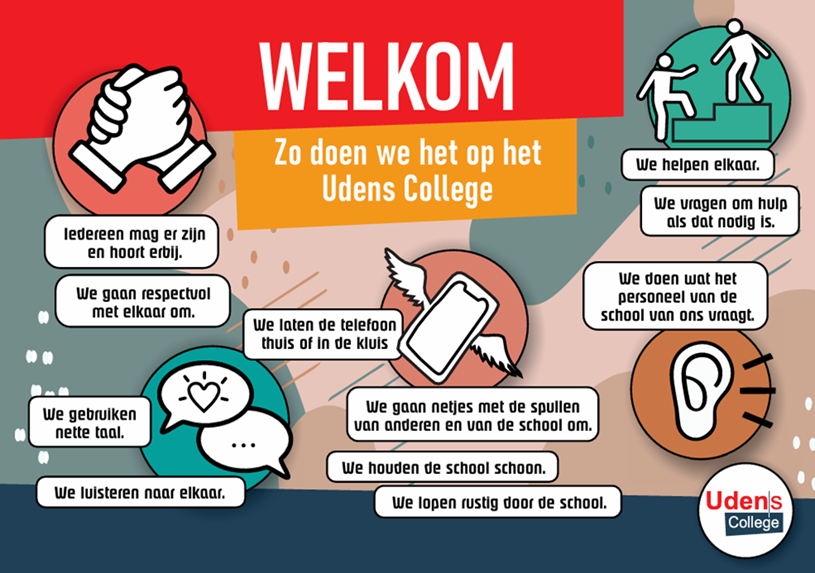 WELKOM
Zo doen we het op het
Udens College
Iedereen mag er zijn
en hoort erbij.
We gaan respectvol
met elkaar om.
We helpen elkaar.
We vragen om hulp
als dat nodig is.
We laten de telefoon
thuis of in de kluis
We doen wat het
personeel van de
school van ons vraagt.
We gebruiken
nette taal.
We luisteren naar elkaar.
We gaan netjes met de spullen
van anderen en van de school om.
We houden de school schoon.
We lopen rustig door de school.
Udens
College